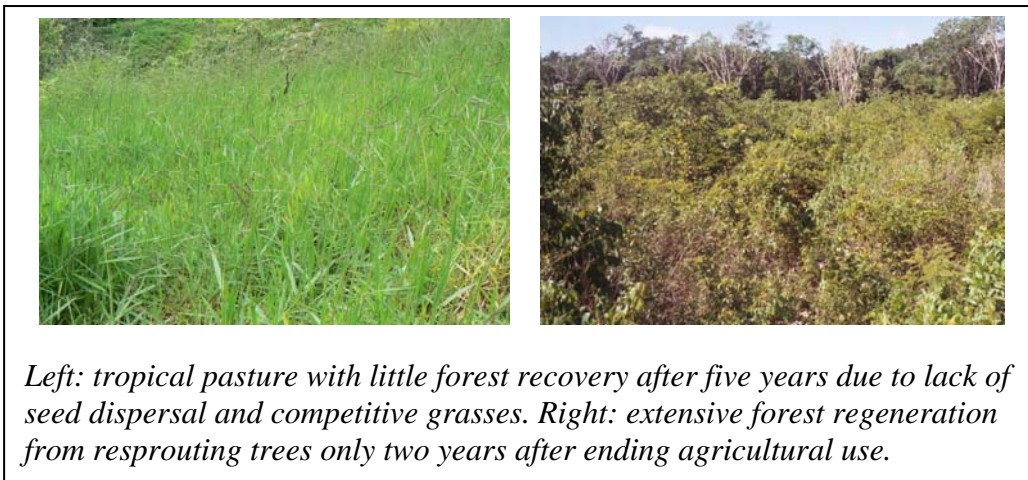 Left: tropical pasture with little forest recovery after five years due to lack of
seed dispersal and competitive grasses. Right: extensive forest regeneration
from resprouting trees only two years after ending agricultural use.